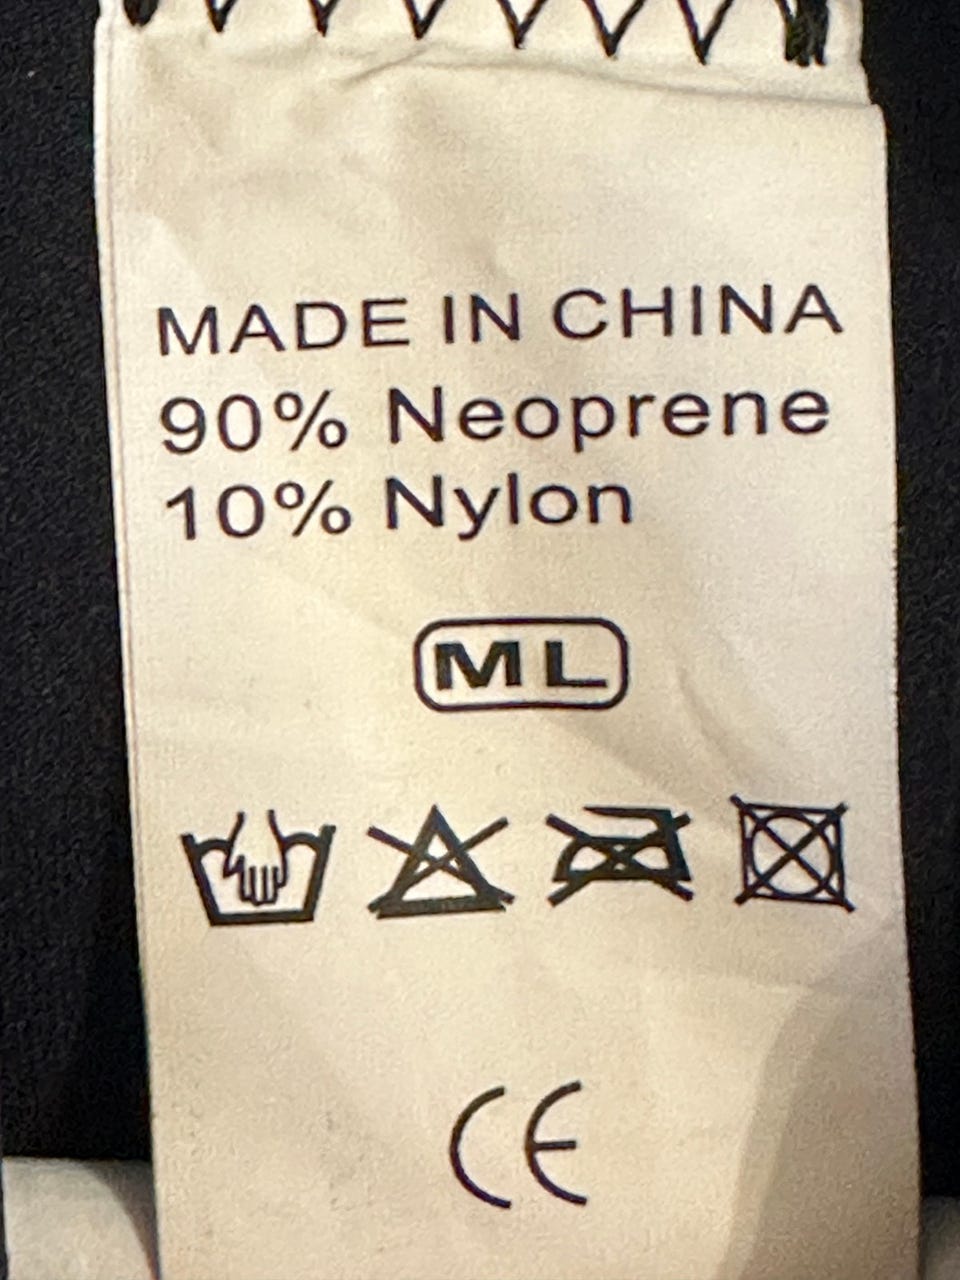 MADE IN CHINA
90% Neoprene
10% Nylon
ML
CE